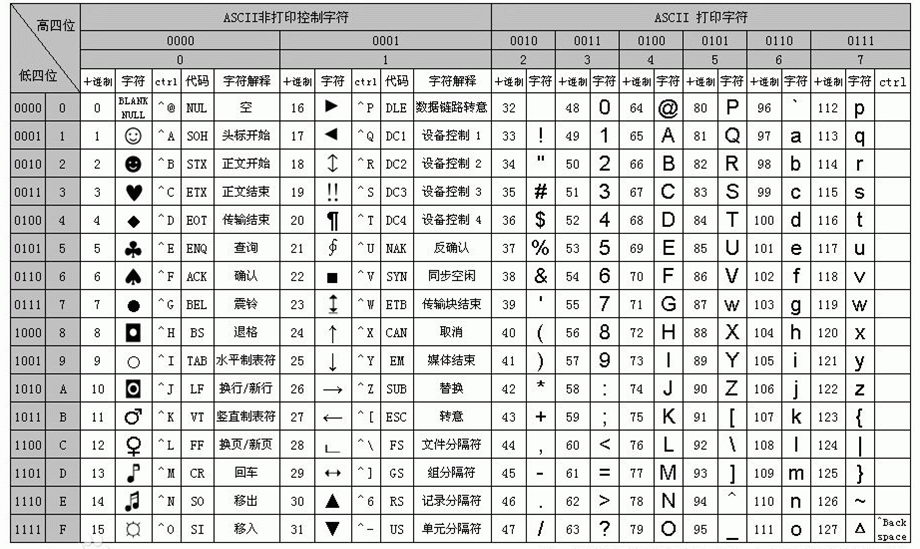 高四位 ASCII非打印控制字符 ASCII 打印字符
0000 0001 0010 0011 0100 0101 0110 0111
低四位 0 1 2 3 4 5 6 7
十进制 字符 ctrl 代码 字符解释 十进制 字符 ctrl 代码 字符解释 十进制 字符 十进制 字符 十进制 字符 十进制 字符 十进制 字符 十进制 字符 ctrl
0000 0 0 BLANK NULL ^@ NUL 空 16 ► ^P DLE 数据链路转意 32 48 0 64 @ 80 P 96 ` 112 p
0001 1 1 ☺ ^A SOH 头标开始 17 ◄ ^Q DC1 设备控制 1 33 ! 49 1 65 A 81 Q 97 a 113 q
0010 2 2 ☻ ^B STX 正文开始 18 ↕ ^R DC2 设备控制 2 34 " 50 2 66 B 82 R 98 b 114 r
0011 3 3 ♥ ^C ETX 正文结束 19 ‼ ^S DC3 设备控制 3 35 # 51 3 67 C 83 S 99 c 115 s
0100 4 4 ♦ ^D EOT 传输结束 20 ¶ ^T DC4 设备控制 4 36 $ 52 4 68 D 84 T 100 d 116 t
0101 5 5 ♣ ^E ENQ 查询 21 ∮ ^U NAK 反确认 37 % 53 5 69 E 85 U 101 e 117 u
0110 6 6 ♠ ^F ACK 确认 22 ■ ^V SYN 同步空闲 38 & 54 6 70 F 86 V 102 f 118 v
0111 7 7 ● ^G BEL 震铃 23 ↨ ^W ETB 传输块结束 39 ' 55 7 71 G 87 w 103 g 119 w
1000 8 8 ◘ ^H BS 退格 24 ↑ ^X CAN 取消 40 ( 56 8 72 H 88 X 104 h 120 x
1001 9 9 ○ ^I TAB 水平制表符 25 ↓ ^Y EM 媒体结束 41 ) 57 9 73 I 89 Y 105 i 121 y
1010 A 10 ◙ ^J LF 换行/新行 26 → ^Z SUB 替换 42 * 58 : 74 J 90 Z 106 j 122 z
1011 B 11 ♂ ^K VT 竖直制表符 27 ← ^[ ESC 转意 43 + 59 ; 75 K 91 [ 107 k 123 {
1100 C 12 ♀ ^L FF 换页/新页 28 ∟ ^\ FS 文件分隔符 44 , 60 < 76 L 92 \ 108 l 124 |
1101 D 13 ♪ ^M CR 回车 29 ↔ ^] GS 组分隔符 45 - 61 = 77 M 93 ] 109 m 125 }
1110 E 14 ♫ ^N SO 移出 30 ▲ ^6 RS 记录分隔符 46 . 62 > 78 N 94 ^ 110 n 126 ~
1111 F 15 ☼ ^O SI 移入 31 ▼ ^- US 单元分隔符 47 / 63 ? 79 O 95 _ 111 o 127 Δ ^Back space